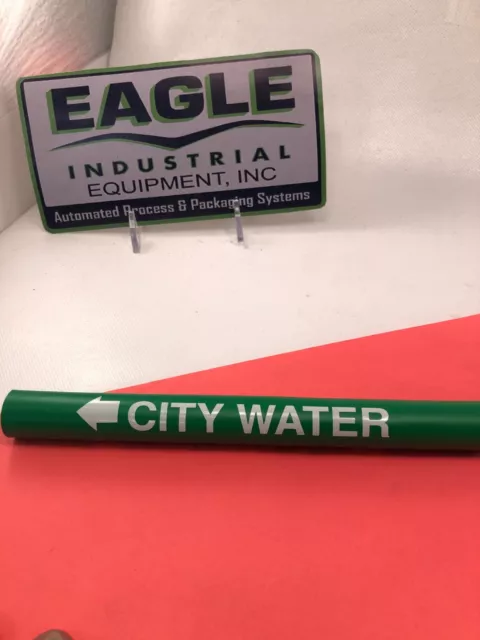 EAGLE
INDUSTRIAL
EQUIPMENT, INC
Automated Process & Packaging Systems
CITY WATER